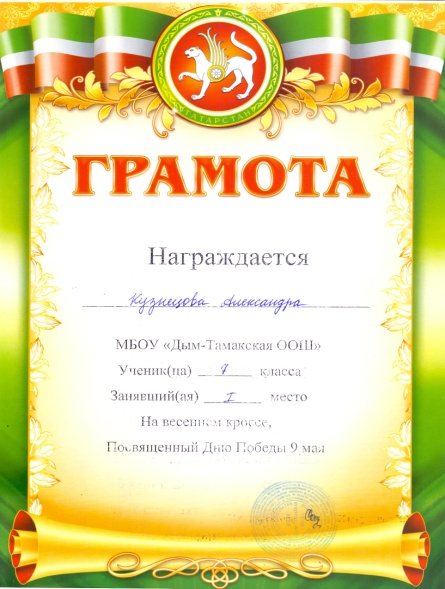 ТАТАРСТАН
ГРАМОТА
Награждается
Кузнецова Александра
МБОУ «Дым-Тамакская ООШ»
Ученик(ца) 7 класса
Занявший(ая) I место
На весеннем кроссе,
Посвященный Дню Победы 9 мая